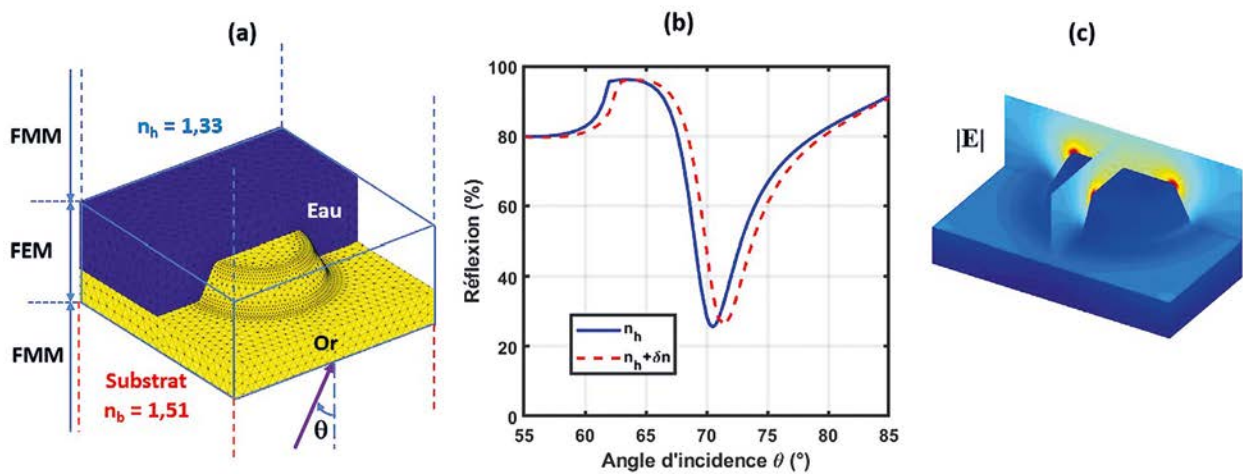 (a)
FMM
FEM
FMM
n_h = 1,33
Eau
Or
Substrat
n_b = 1,51
θ
(b)
Réflexion (%)
100
80
60
40
20
0
n_h
n_h+δn
55 60 65 70 75 80 85
Angle d'incidence θ (°)
(c)
|E|